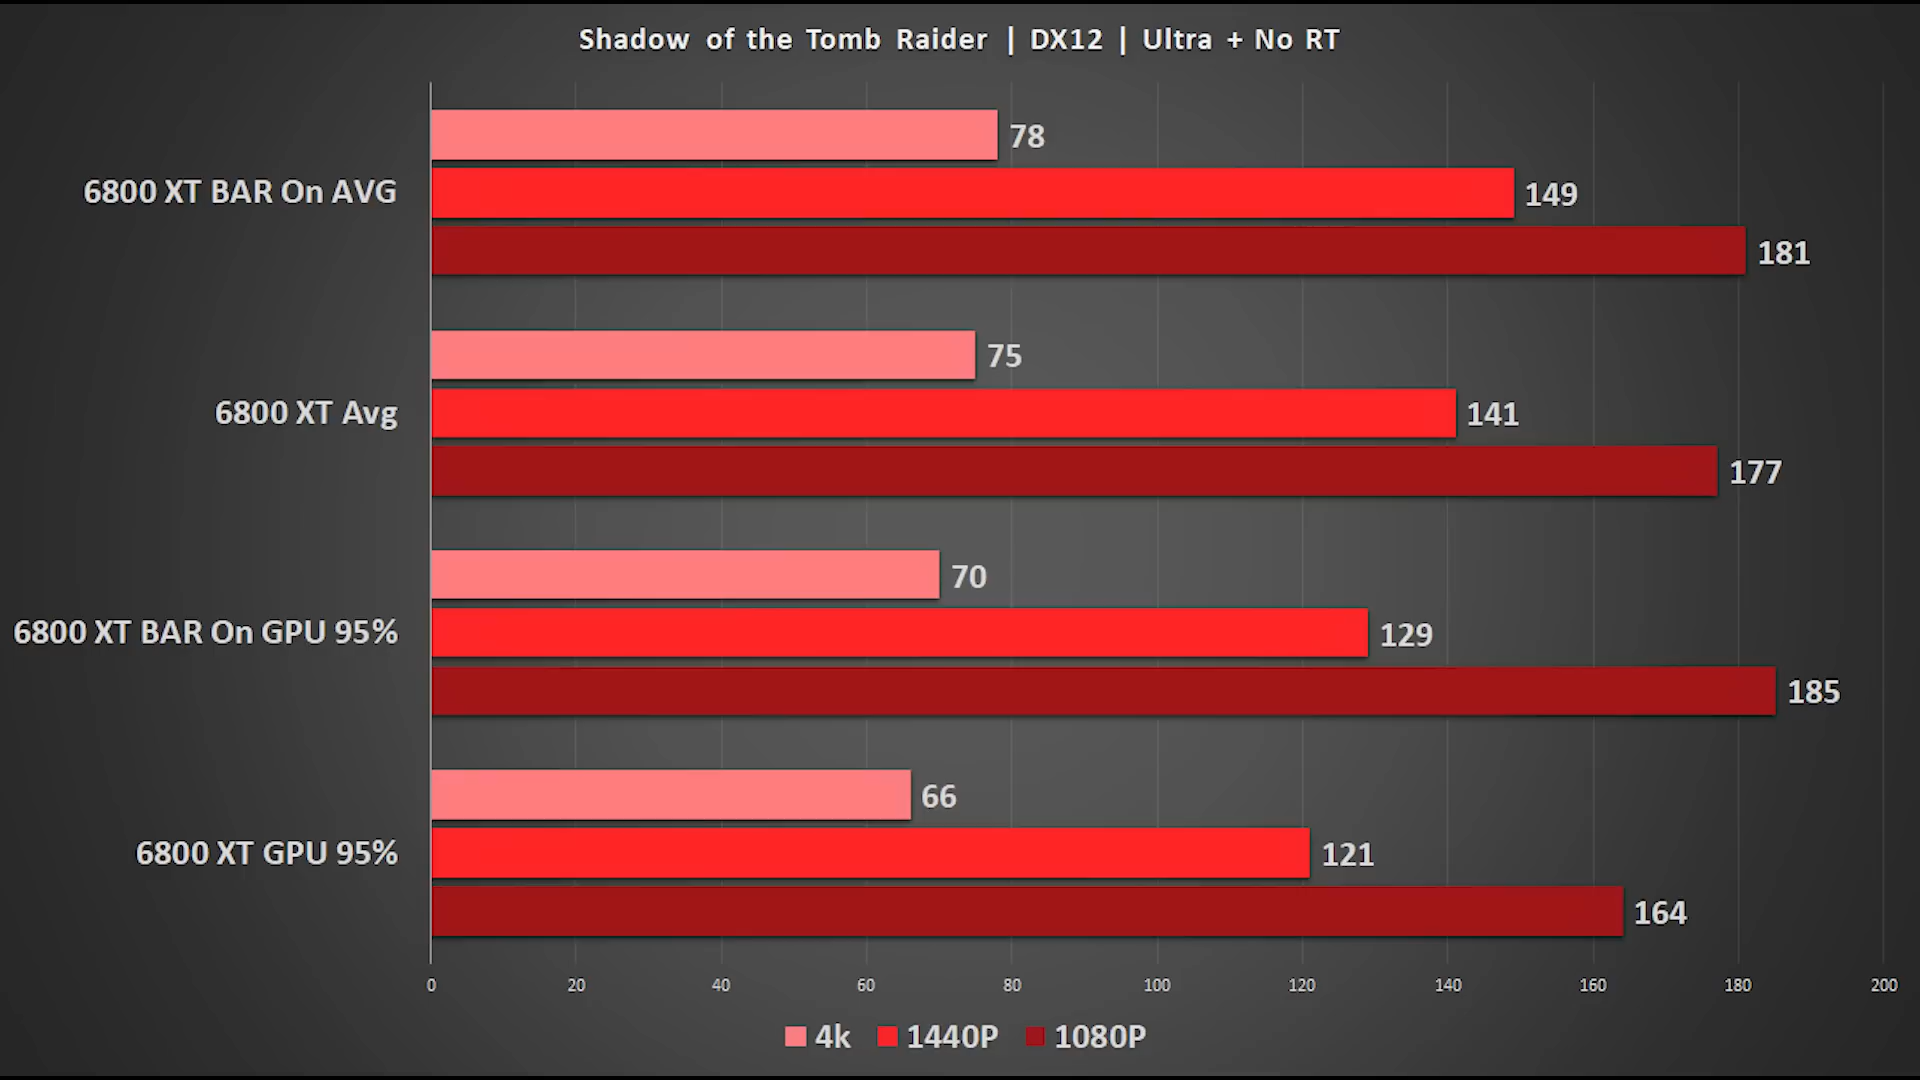 Shadow of the Tomb Raider | DX12 | Ultra + No RT
6800 XT BAR On AVG
78
149
181
6800 XT Avg
75
141
177
6800 XT BAR On GPU 95%
70
129
185
6800 XT GPU 95%
66
121
164
0 20 40 60 80 100 120 140 160 180 200
4k 1440P 1080P